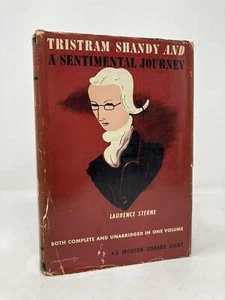 TRISTRAM SHANDY AND
A SENTIMENTAL JOURNEY
LAURENCE STERNE
BOTH COMPLETE AND UNABRIDGED IN ONE VOLUME
A MODERN LIBRARY GIANT